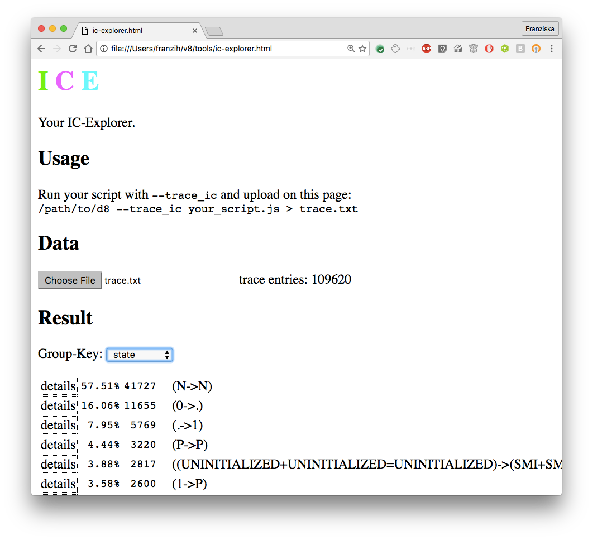 ic-explorer.html
Franziska
file:///Users/franzih/v8/tools/ic-explorer.html
I C E
Your IC-Explorer.
Usage
Run your script with --trace_ic and upload on this page:
/path/to/d8 --trace_ic your_script.js > trace.txt
Data
Choose File trace.txt trace entries: 109620
Result
Group-Key: state
details 57.51% 41727 (N->N)
details 16.06% 11655 (0->.)
details 7.95% 5769 (.->1)
details 4.44% 3220 (P->P)
details 3.88% 2817 ((UNINITIALIZED+UNINITIALIZED=UNINITIALIZED)->(SMI+SM
details 3.58% 2600 (1->P)